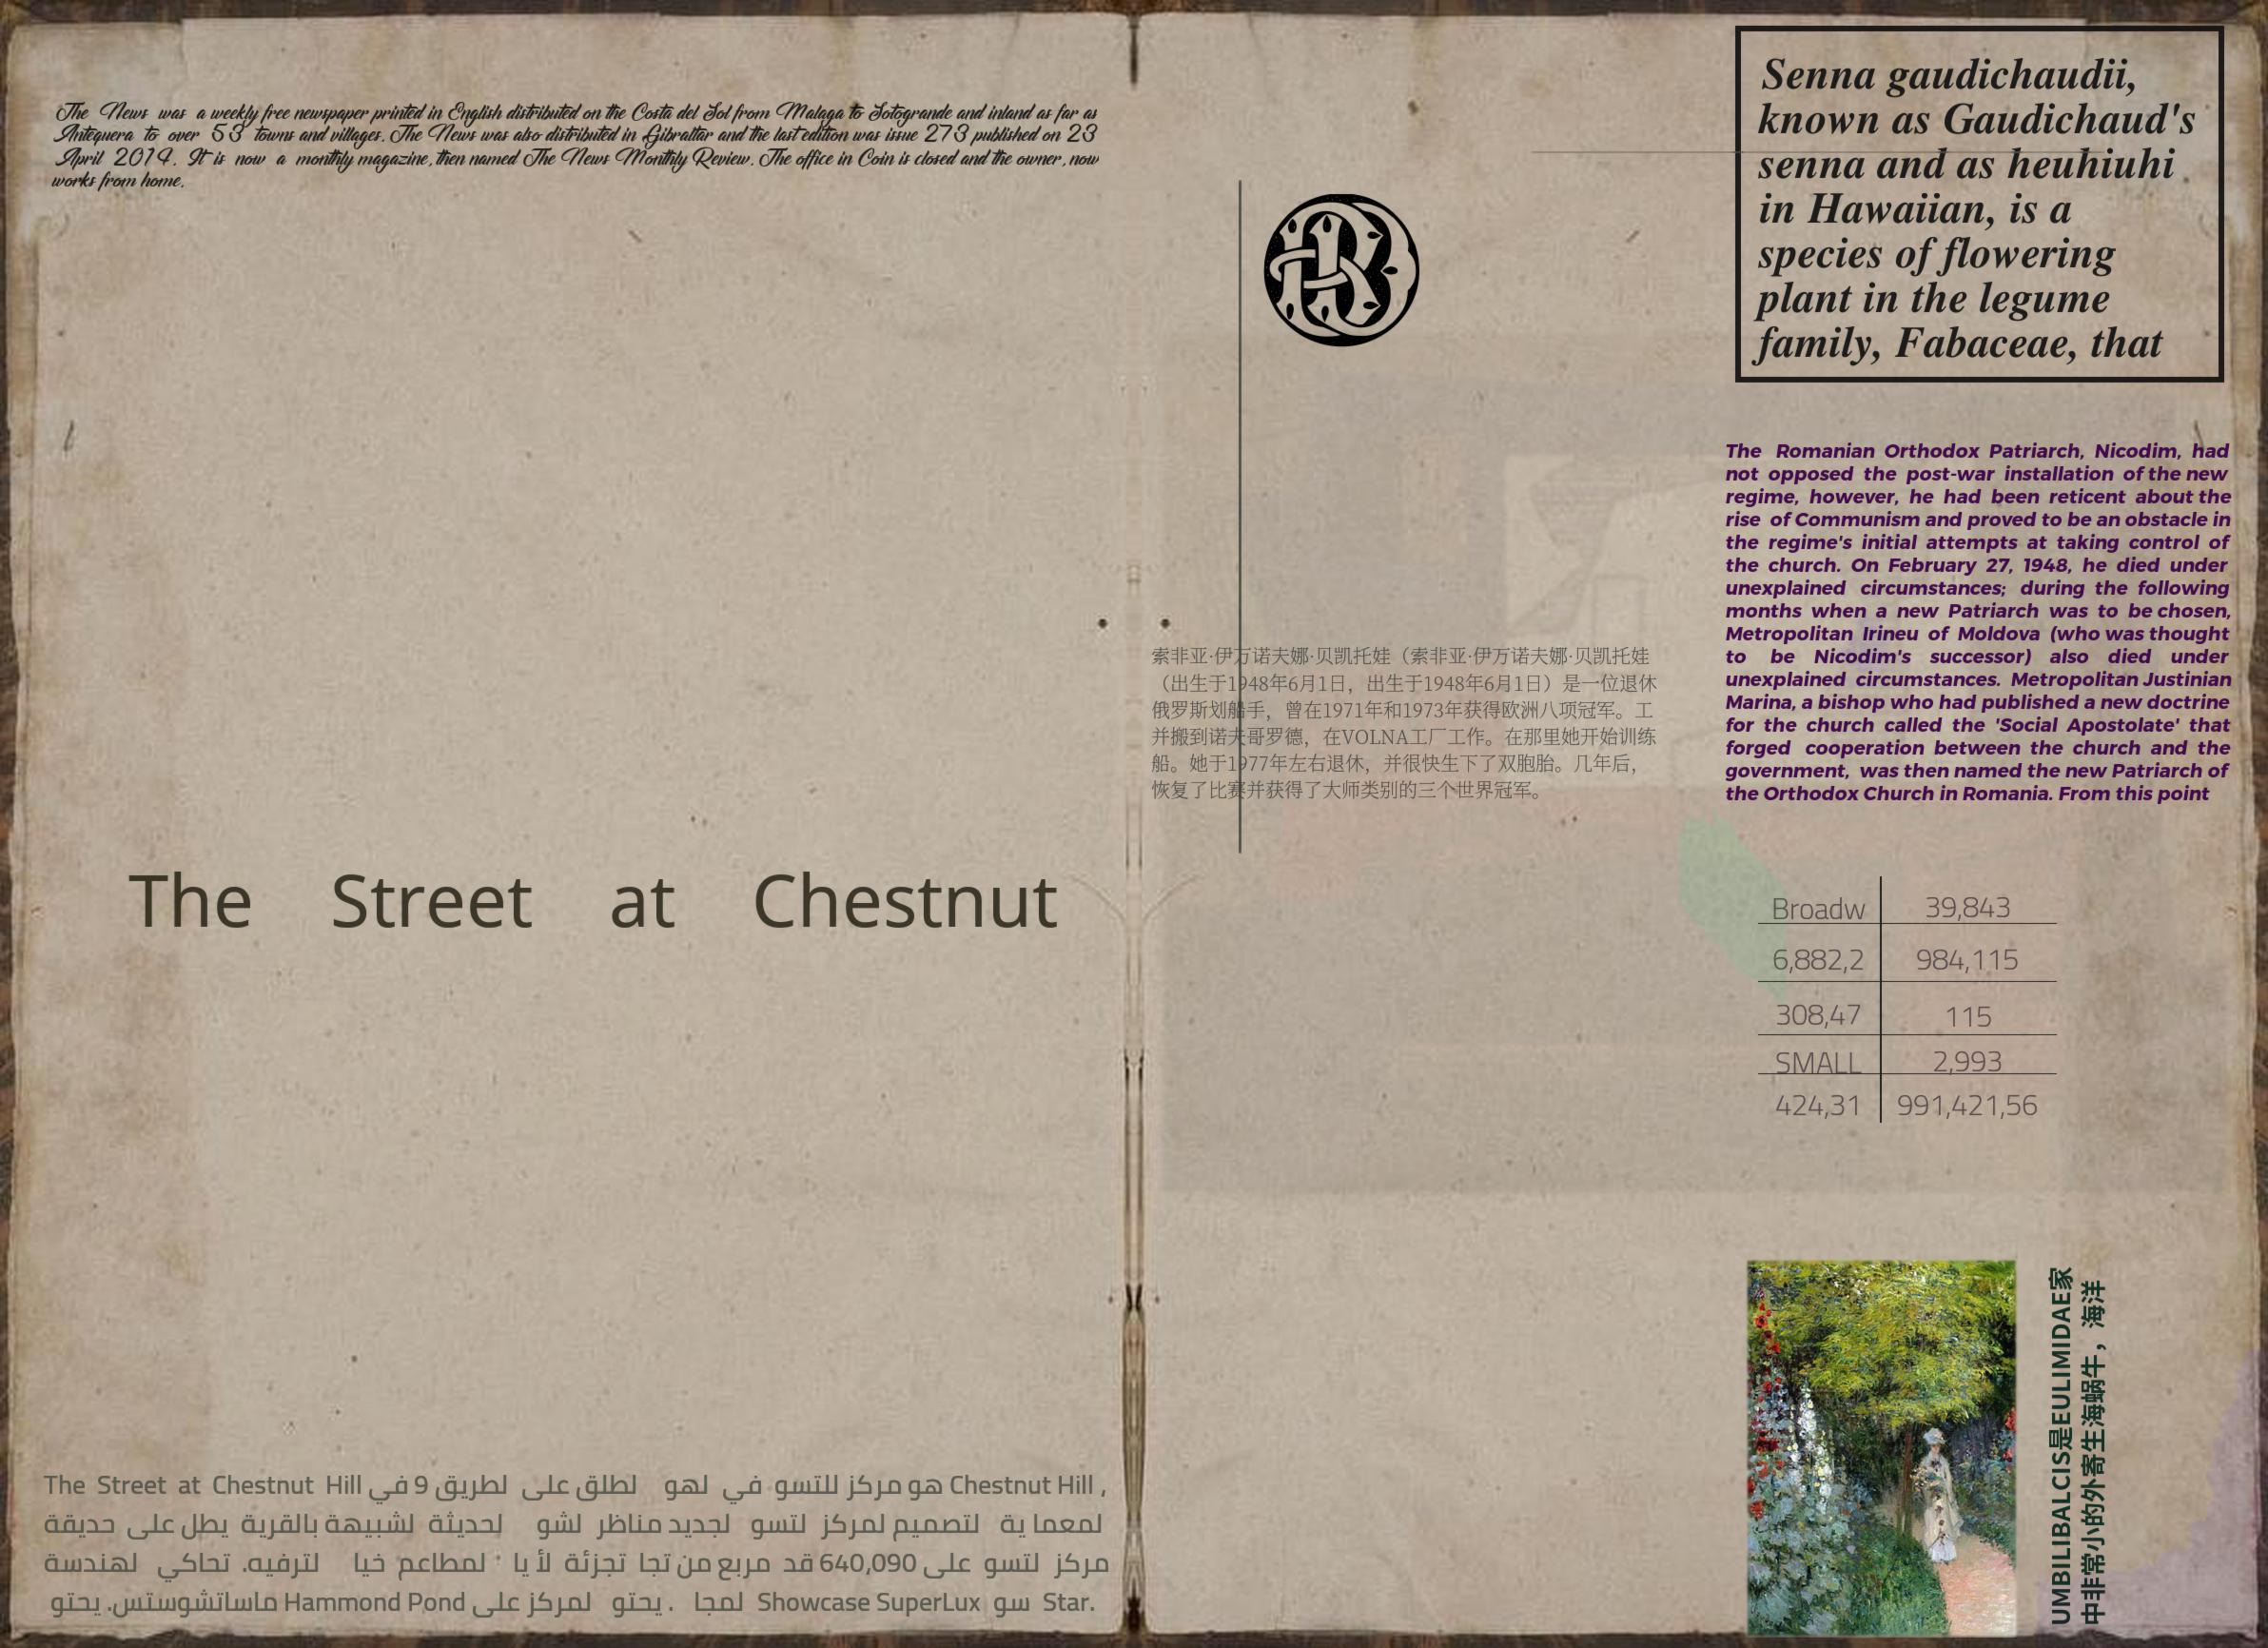 The News was a weekly free newspaper printed in English distributed on the Costa del Sol from Malaga to Sotogrande and inland as far as
Antequera to over 53 towns and villages. The News was also distributed in Gibraltar and the last edition was issue 273 published on 23
April 2014. It is now a monthly magazine, then named The News Monthly Review. The office in Coin is closed and the owner, now
works from home.
The Street at Chestnut
The Street at Chestnut Hill هو مركز للتسو في لهو لطلق على لطريق 9 في Chestnut Hill ,
لمعما ية لتصميم لمركز لتسو لجديد مناظر لشو لحديثة لشبيهة بالقرية يطل على حديقة
مركز لتسو على 640,090 قد مربع من تجا تجزئة لأ يا لمطاعم خيا لترفيه. تحاكي لهندسة
Star. سو Showcase SuperLux لمجا . يحتو لمركز على Hammond Pond ماساتشوستس. يحتو
索非亚·伊万诺夫娜·贝凯托娃（索非亚·伊万诺夫娜·贝凯托娃
（出生于1948年6月1日，出生于1948年6月1日）是一位退休
俄罗斯划船手，曾在1971年和1973年获得欧洲八项冠军。工
并搬到诺夫哥罗德，在VOLNA工厂工作。在那里她开始训练
船。她于1977年左右退休，并很快生下了双胞胎。几年后，
恢复了比赛并获得了大师类别的三个世界冠军。
Senna gaudichaudii,
known as Gaudichaud's
senna and as heuhiuhi
in Hawaiian, is a
species of flowering
plant in the legume
family, Fabaceae, that
The Romanian Orthodox Patriarch, Nicodim, had
not opposed the post-war installation of the new
regime, however, he had been reticent about the
rise of Communism and proved to be an obstacle in
the regime's initial attempts at taking control of
the church. On February 27, 1948, he died under
unexplained circumstances; during the following
months when a new Patriarch was to be chosen,
Metropolitan Irineu of Moldova (who was thought
to be Nicodim's successor) also died under
unexplained circumstances. Metropolitan Justinian
Marina, a bishop who had published a new doctrine
for the church called the 'Social Apostolate' that
forged cooperation between the church and the
government, was then named the new Patriarch of
the Orthodox Church in Romania. From this point
Broadw 39,843
6,882,2 984,115
308,47 115
SMALL 2,993
424,31 991,421,56
UMBILIBALCIS是EULIMIDAE家
中非常小的外寄生海蜗牛，海洋